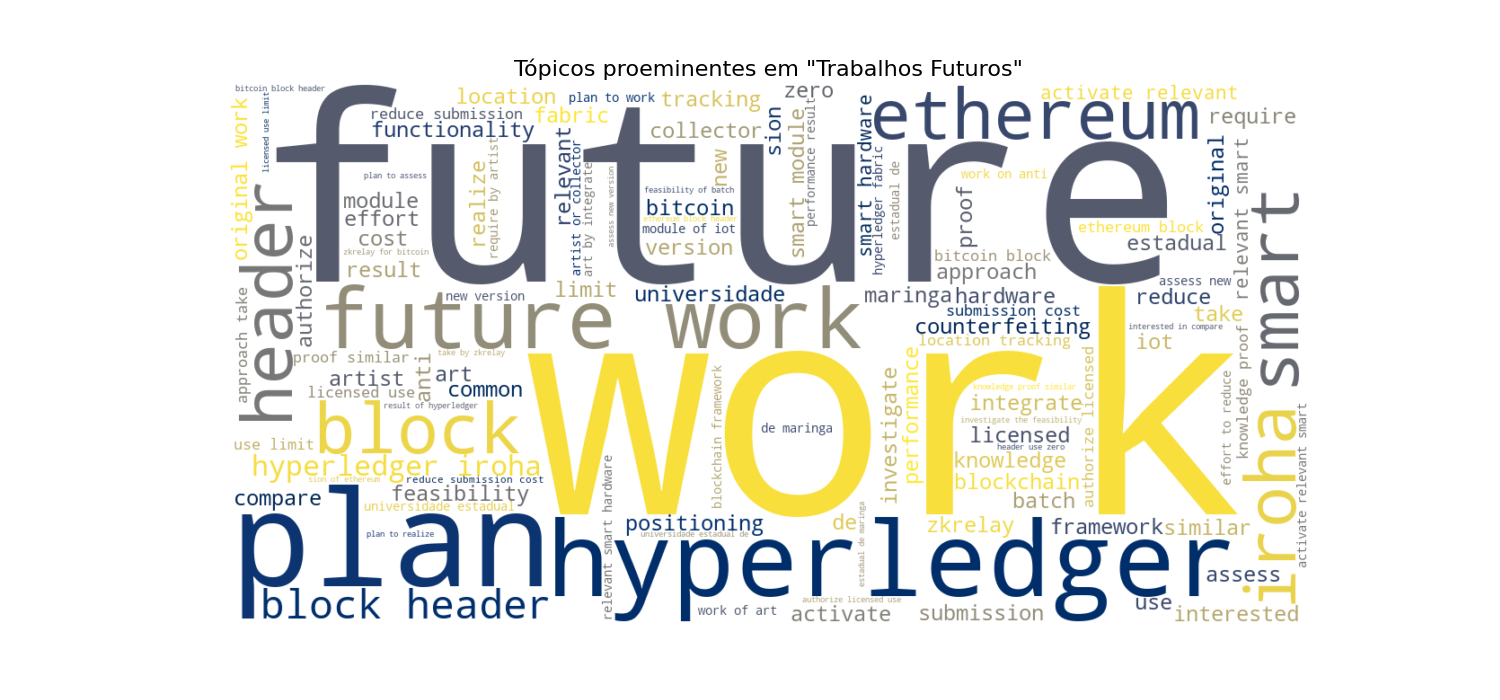 Tópicos proeminentes em "Trabalhos Futuros"
bitcoin block header
original work
licensed use limit
header
authorize
future
location
plan to work
tracking
zero
reduce submission
fabric
functionality
collector
sion
ethereum
activate relevant
require
plan to assess
module
effort
cost
zkrelay for bitcoin
result
realize
require by artist
relevant
artist or collector
art by integrate
assess new version
new
feasibility of batch
bitcoin
ethereum block header
module of iot
version
smart module
performance result
smart hardware
hyperledger fabric
estadual de
work on anti
proof
ethereum block
estadual
original
knowledge proof
relevant smart
smart
bitcoin block
approach
assess new
new version
limit
universidade
maringa
hardware
reduce
submission cost
take
counterfeiting
interested in compare
location tracking
iot
future work
approach take
proof similar
take by zkrelay
anti
artist
art
licensed use
common
result of hyperledger
block
work
blockchain framework
de maringa
investigate
performance
knowledge proof similar
integrate
investigate the feasibility
licensed
header use zero
authorize licensed
knowledge
blockchain
batch
effort to reduce
use limit
hyperledger iroha
sion of ethereum
reduce submission cost
feasibility
compare
universidade estadual
plan to realize
relevant smart hardware
positioning
universidade estadual de
de
estadual de maringa
zkrelay
framework
similar
iroha
activate relevant smart
plan
hyperledger
assess
block header
work of art
authorize licensed use
activate
submission
use
interested